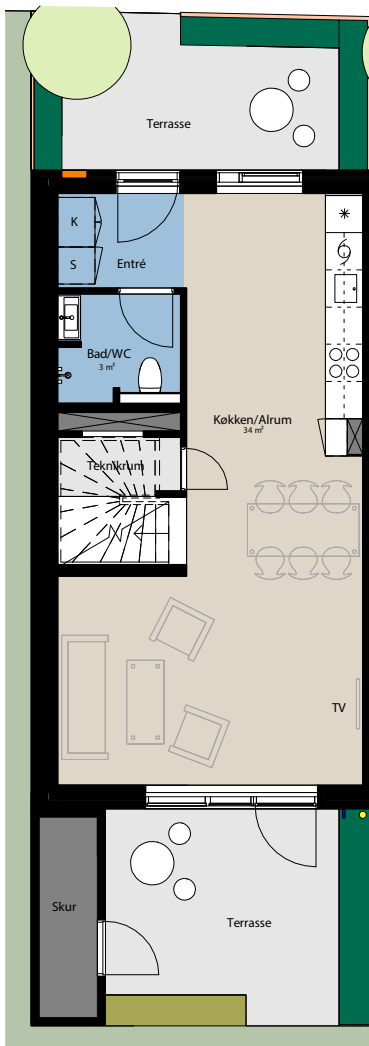 Terrasse
K
S
Entré
Bad/WC
3 m²
Køkken/Alrum
34 m²
Teknikrum
TV
Skur
Terrasse